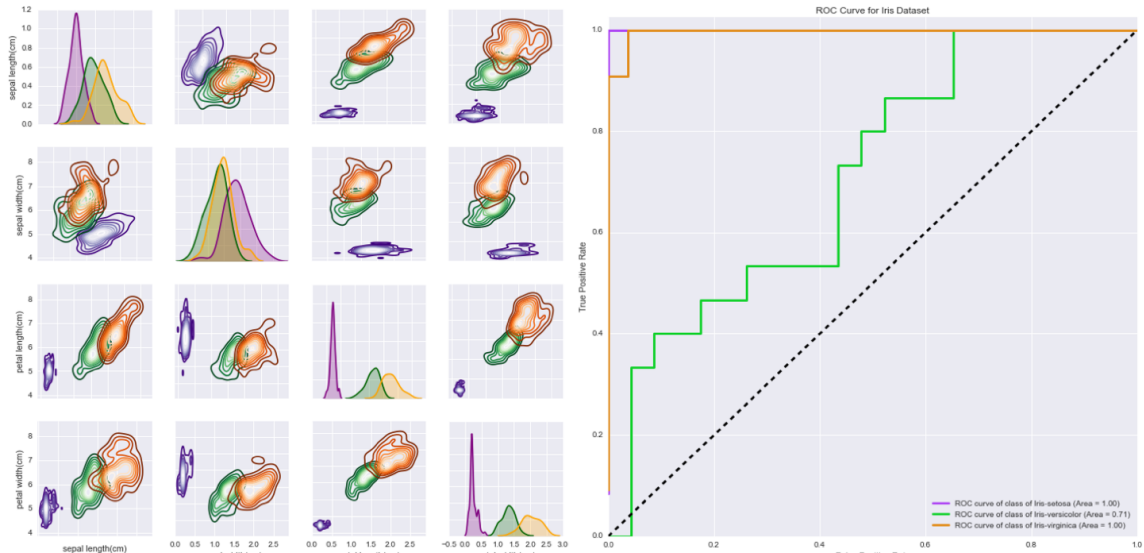 ROC Curve for Iris Dataset
sepal length(cm)
1.2
1.0
0.8
0.6
0.4
0.2
0.0
sepal width(cm)
8
7
6
5
4
petal length(cm)
8
7
6
5
4
petal width(cm)
8
7
6
5
4
sepal length(cm)
0.0 0.5 1.0 1.5 2.0 2.5
0.0 0.5 1.0 1.5 2.0 2.5
-0.5 0.0 0.5 1.0 1.5 2.0 2.5 3.0
True Positive Rate
1.0
0.8
0.6
0.4
0.2
0.0
0.0 0.2 0.4 0.6 0.8 1.0
ROC curve of class of Iris-setosa (Area = 1.00)
ROC curve of class of Iris-versicolor (Area = 0.71)
ROC curve of class of Iris-virginica (Area = 1.00)